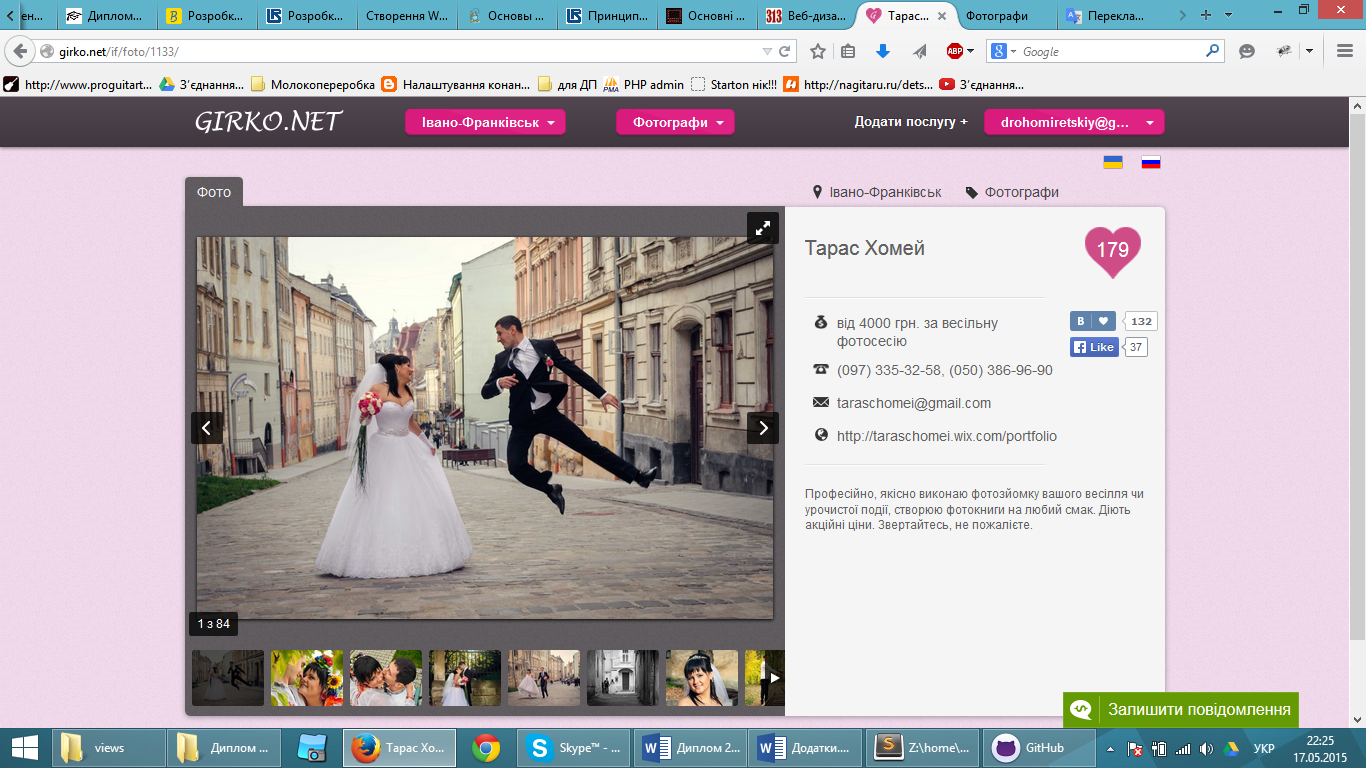 ен...
Диплом...
Розробк...
Розробк...
Створення W...
Основы ...
Принцип...
Основні ...
313 Веб-диза...
Тарас...
Фотографи
Перекла...
girko.net/if/foto/1133/
ABP
Google
http://www.proguitart...
З’єднання...
Молокопереробка
Налаштування конан...
для ДП
PMA PHP admin
Starton нік!!!
http://nagitaru.ru/dets...
З’єднання...
GIRKO.NET
Івано-Франківськ
Фотографи
Додати послугу +
drohomiretskiy@g...
Фото
Івано-Франківськ
Фотографи
Тарас Хомей
179
від 4000 грн. за весільну
фотосесію
B 132
Like 37
(097) 335-32-58, (050) 386-96-90
taraschomei@gmail.com
http://taraschomei.wix.com/portfolio
Професійно, якісно виконаю фотозйомку вашого весілля чи
урочистої події, створюю фотокниги на любий смак. Діють
акційні ціни. Звертайтесь, не пожалієте.
1 з 84
Залишити повідомлення
views
Диплом ...
Тарас Хо...
Skype™ - ...
Диплом 2...
Додатки....
Z:\home\...
GitHub
УКР
22:25
17.05.2015